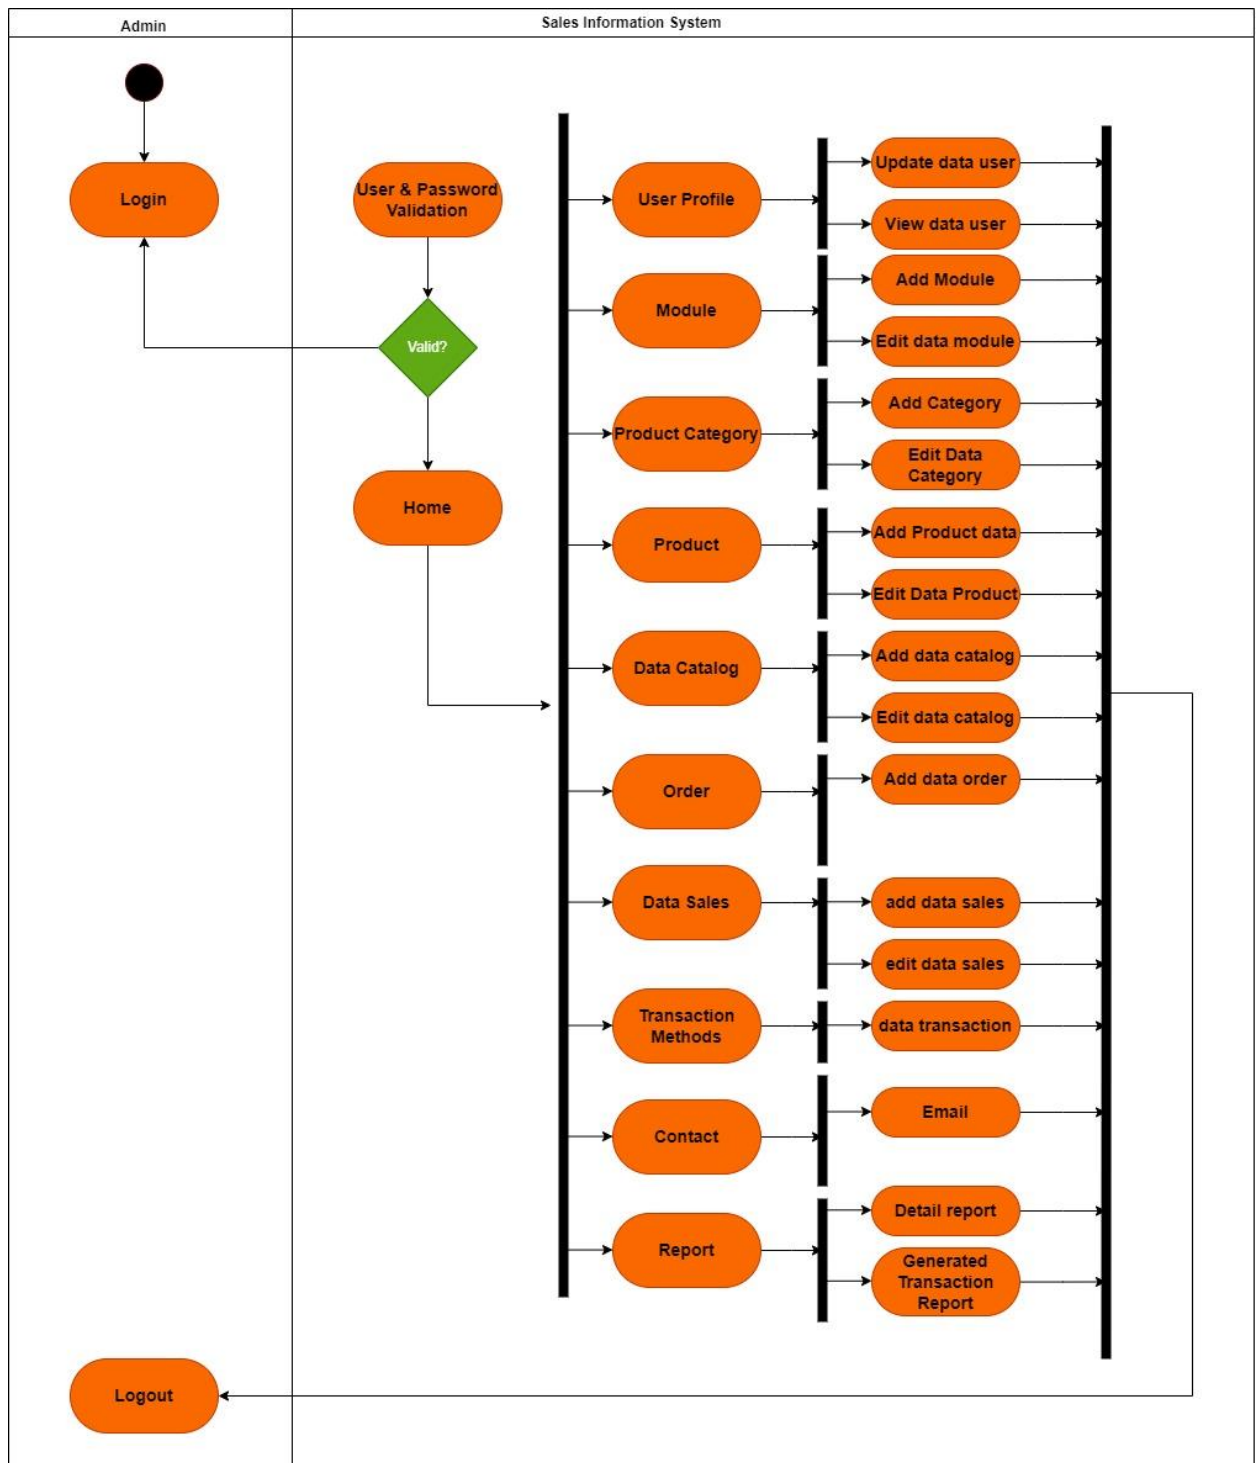 Admin
Sales Information System
Login
User & Password
Validation
Valid?
Home
User Profile
Update data user
View data user
Module
Add Module
Edit data module
Product Category
Add Category
Edit Data
Category
Product
Add Product data
Edit Data Product
Data Catalog
Add data catalog
Edit data catalog
Order
Add data order
Data Sales
add data sales
edit data sales
Transaction
Methods
data transaction
Contact
Email
Report
Detail report
Generated
Transaction
Report
Logout